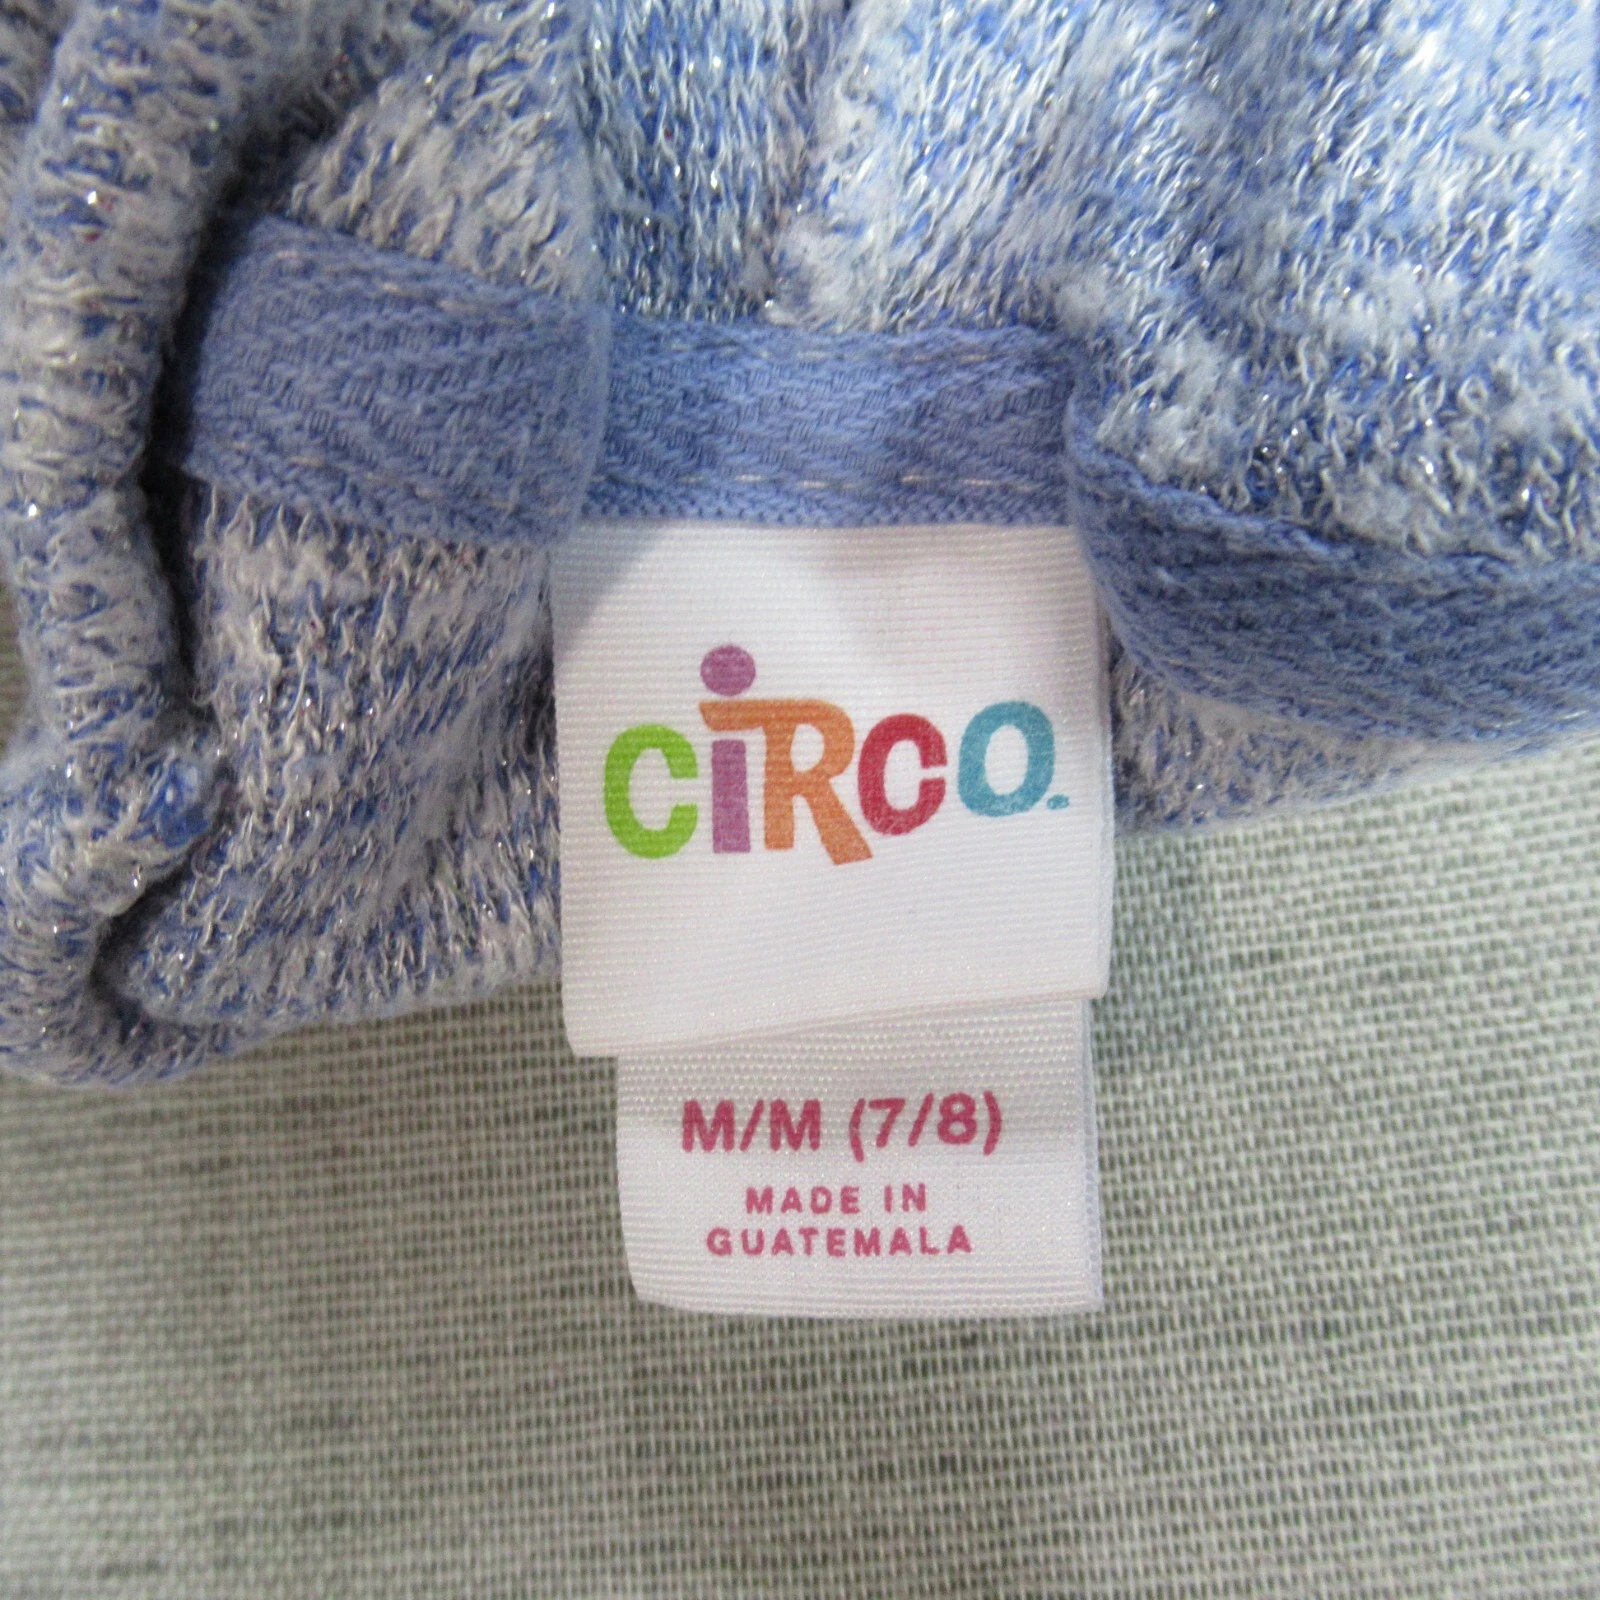 CiRCO.
M/M (7/8)
MADE IN
GUATEMALA